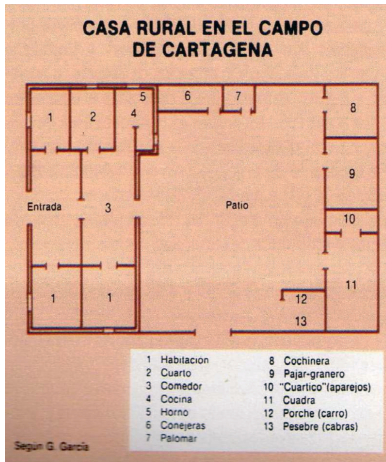 CASA RURAL EN EL CAMPO
DE CARTAGENA
5
6
7
1
2
4
8
9
Entrada
3
Patio
10
11
12
1
1
13
1 Habitación
2 Cuarto
3 Comedor
4 Cocina
5 Horno
6 Conejeras
7 Palomar
8 Cochinera
9 Pajar-granero
10 "Cuartico"(aparejos)
11 Cuadra
12 Porche (carro)
13 Pesebre (cabras)
Según G. García